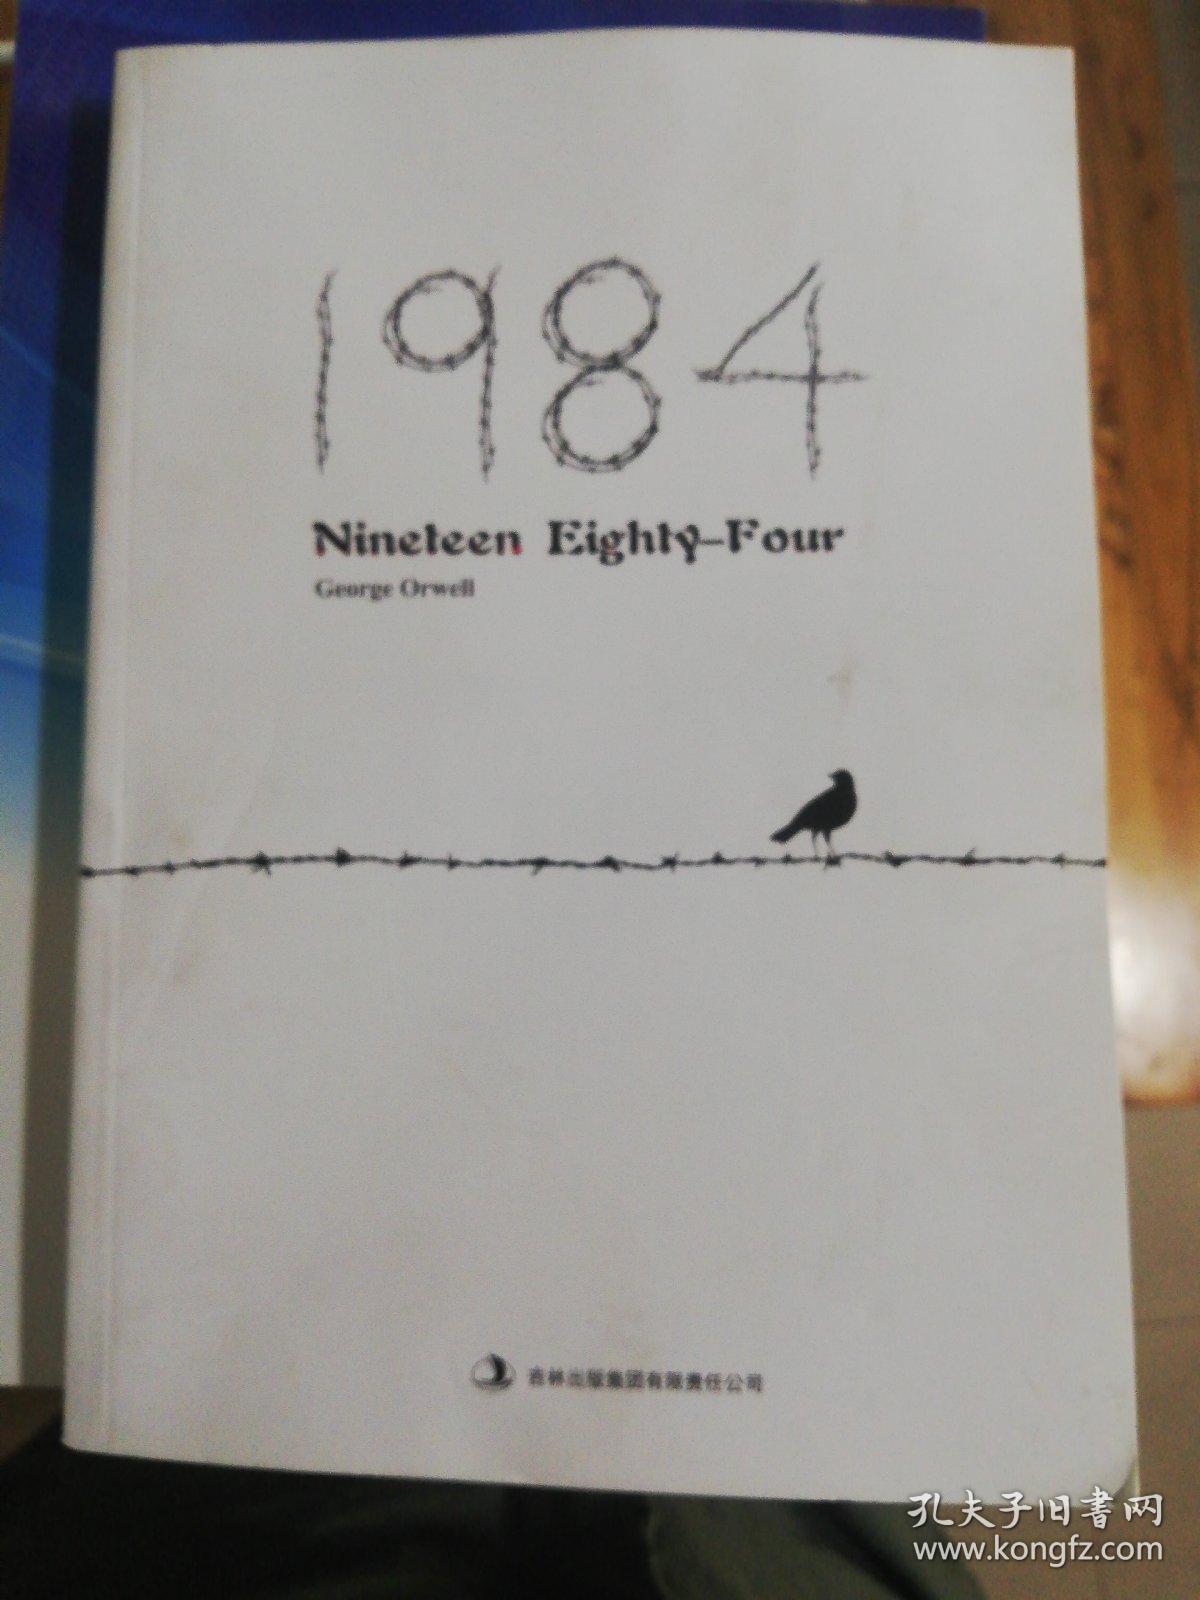 1984
Nineteen Eighty-Four
George Orwell
吉林出版集团有限责任公司
孔夫子旧书网
www.kongfz.com